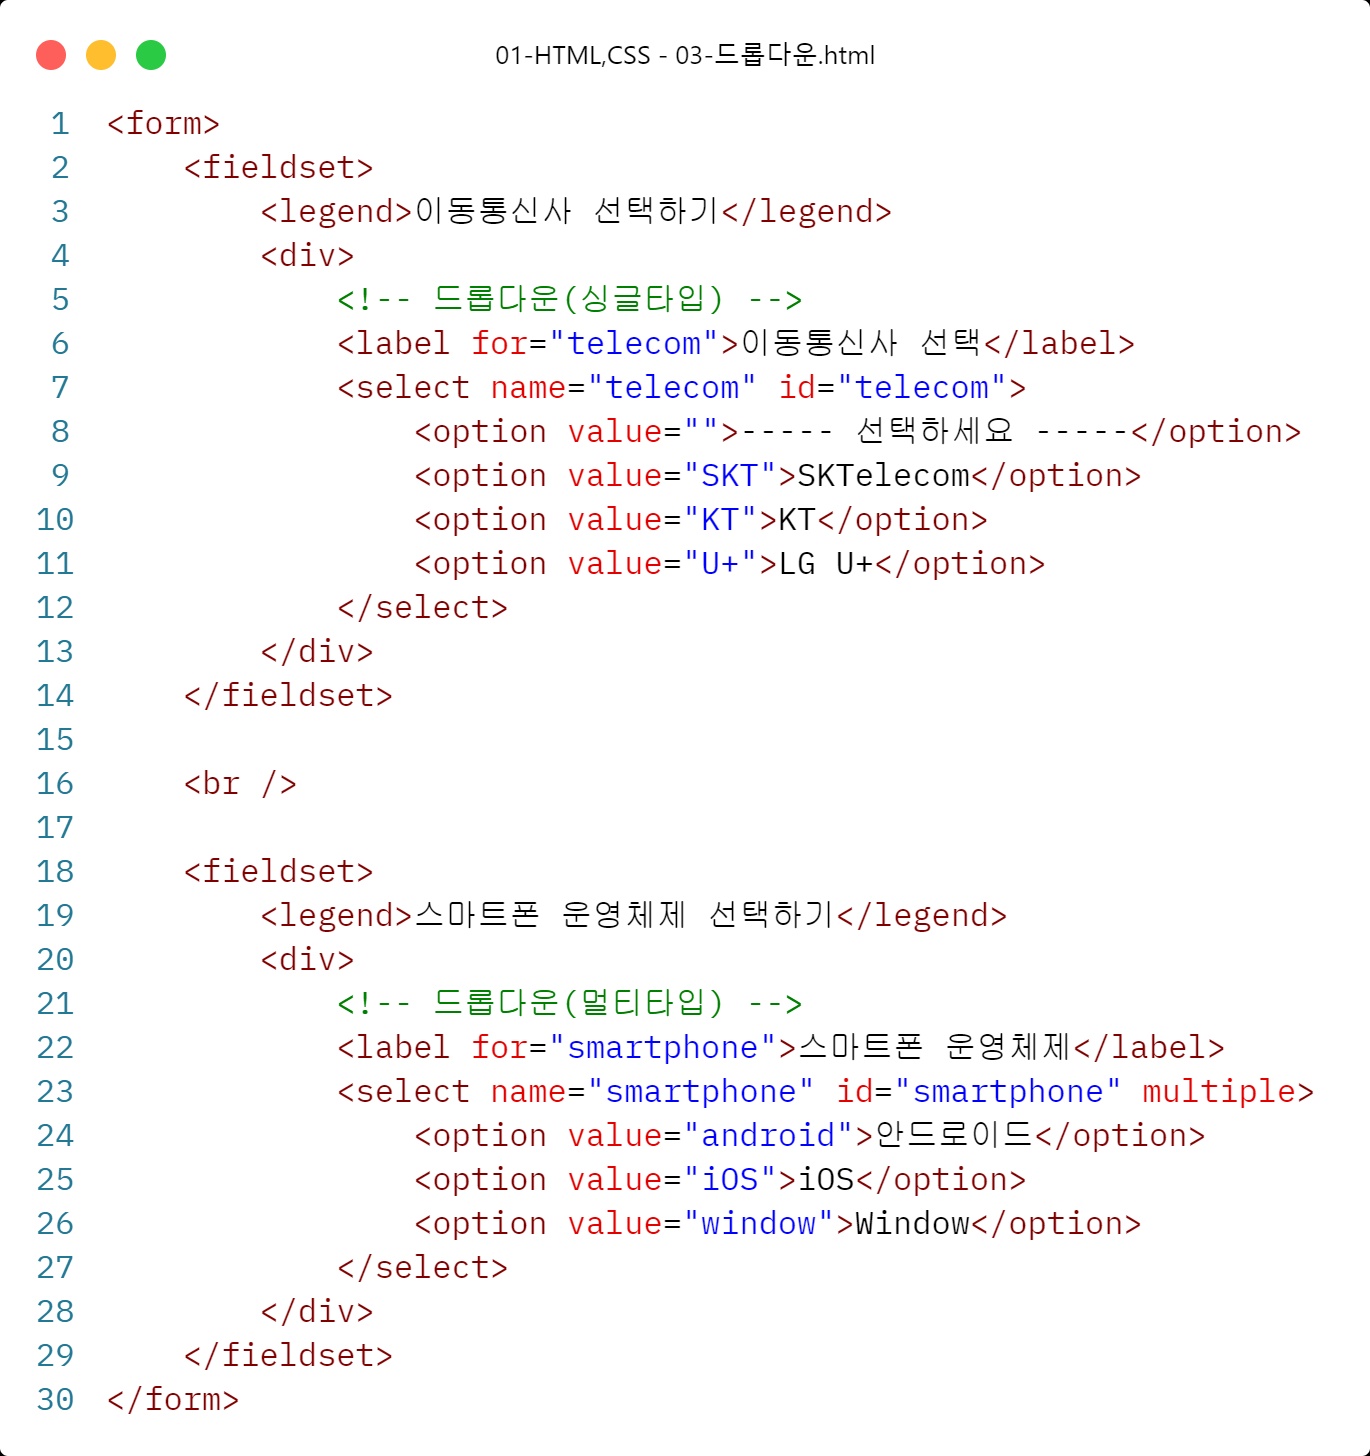 01-HTML,CSS - 03-드롭다운.html
1 <form>
2     <fieldset>
3         <legend>이동통신사 선택하기</legend>
4         <div>
5             <!-- 드롭다운(싱글타입) -->
6             <label for="telecom">이동통신사 선택</label>
7             <select name="telecom" id="telecom">
8                 <option value="">----- 선택하세요 -----</option>
9                 <option value="SKT">SKTelecom</option>
10                 <option value="KT">KT</option>
11                 <option value="U+">LG U+</option>
12             </select>
13         </div>
14     </fieldset>
15
16     <br />
17
18     <fieldset>
19         <legend>스마트폰 운영체제 선택하기</legend>
20         <div>
21             <!-- 드롭다운(멀티타입) -->
22             <label for="smartphone">스마트폰 운영체제</label>
23             <select name="smartphone" id="smartphone" multiple>
24                 <option value="android">안드로이드</option>
25                 <option value="iOS">iOS</option>
26                 <option value="window">Window</option>
27             </select>
28         </div>
29     </fieldset>
30 </form>